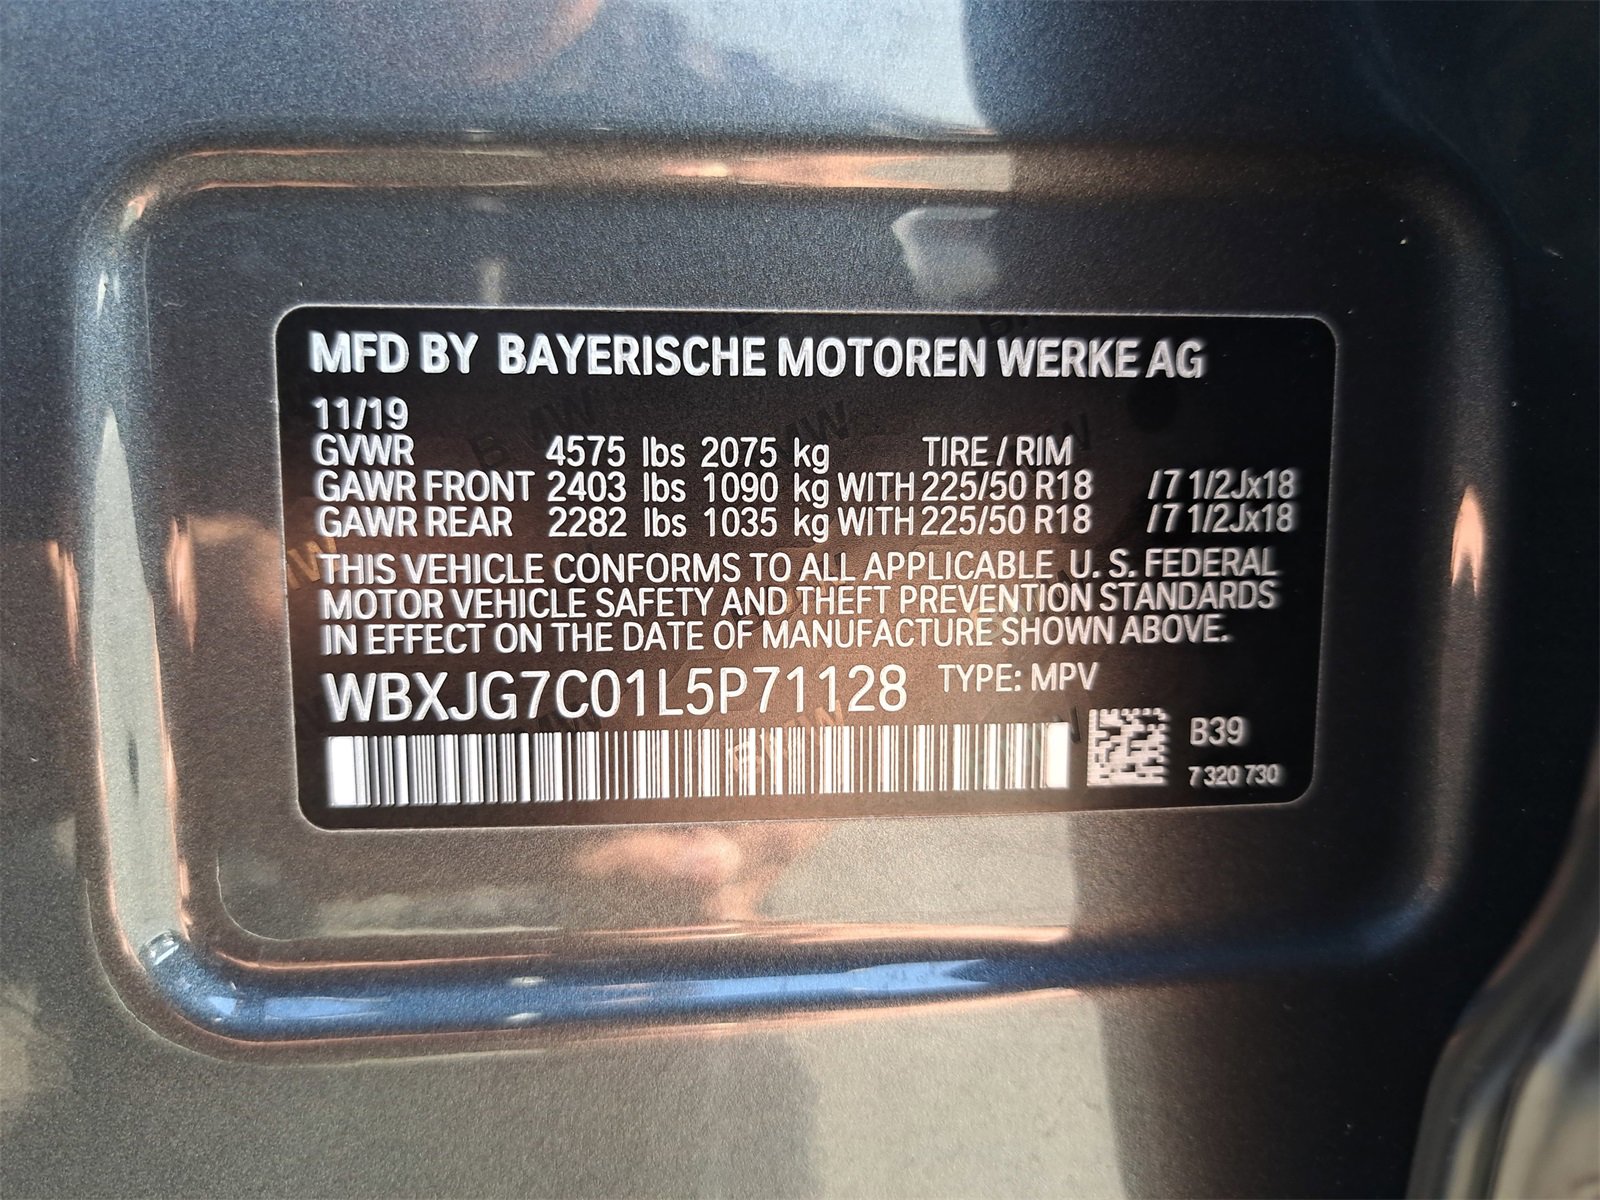 MFD BY BAYERISCHE MOTOREN WERKE AG
11/19
GVWR 4575 lbs 2075 kg TIRE / RIM
GAWR FRONT 2403 lbs 1090 kg WITH 225/50 R18 /7 1/2Jx18
GAWR REAR 2282 lbs 1035 kg WITH 225/50 R18 /7 1/2Jx18
THIS VEHICLE CONFORMS TO ALL APPLICABLE U. S. FEDERAL
MOTOR VEHICLE SAFETY AND THEFT PREVENTION STANDARDS
IN EFFECT ON THE DATE OF MANUFACTURE SHOWN ABOVE.
WBXJG7C01L5P71128 TYPE: MPV
B39
7 320 730